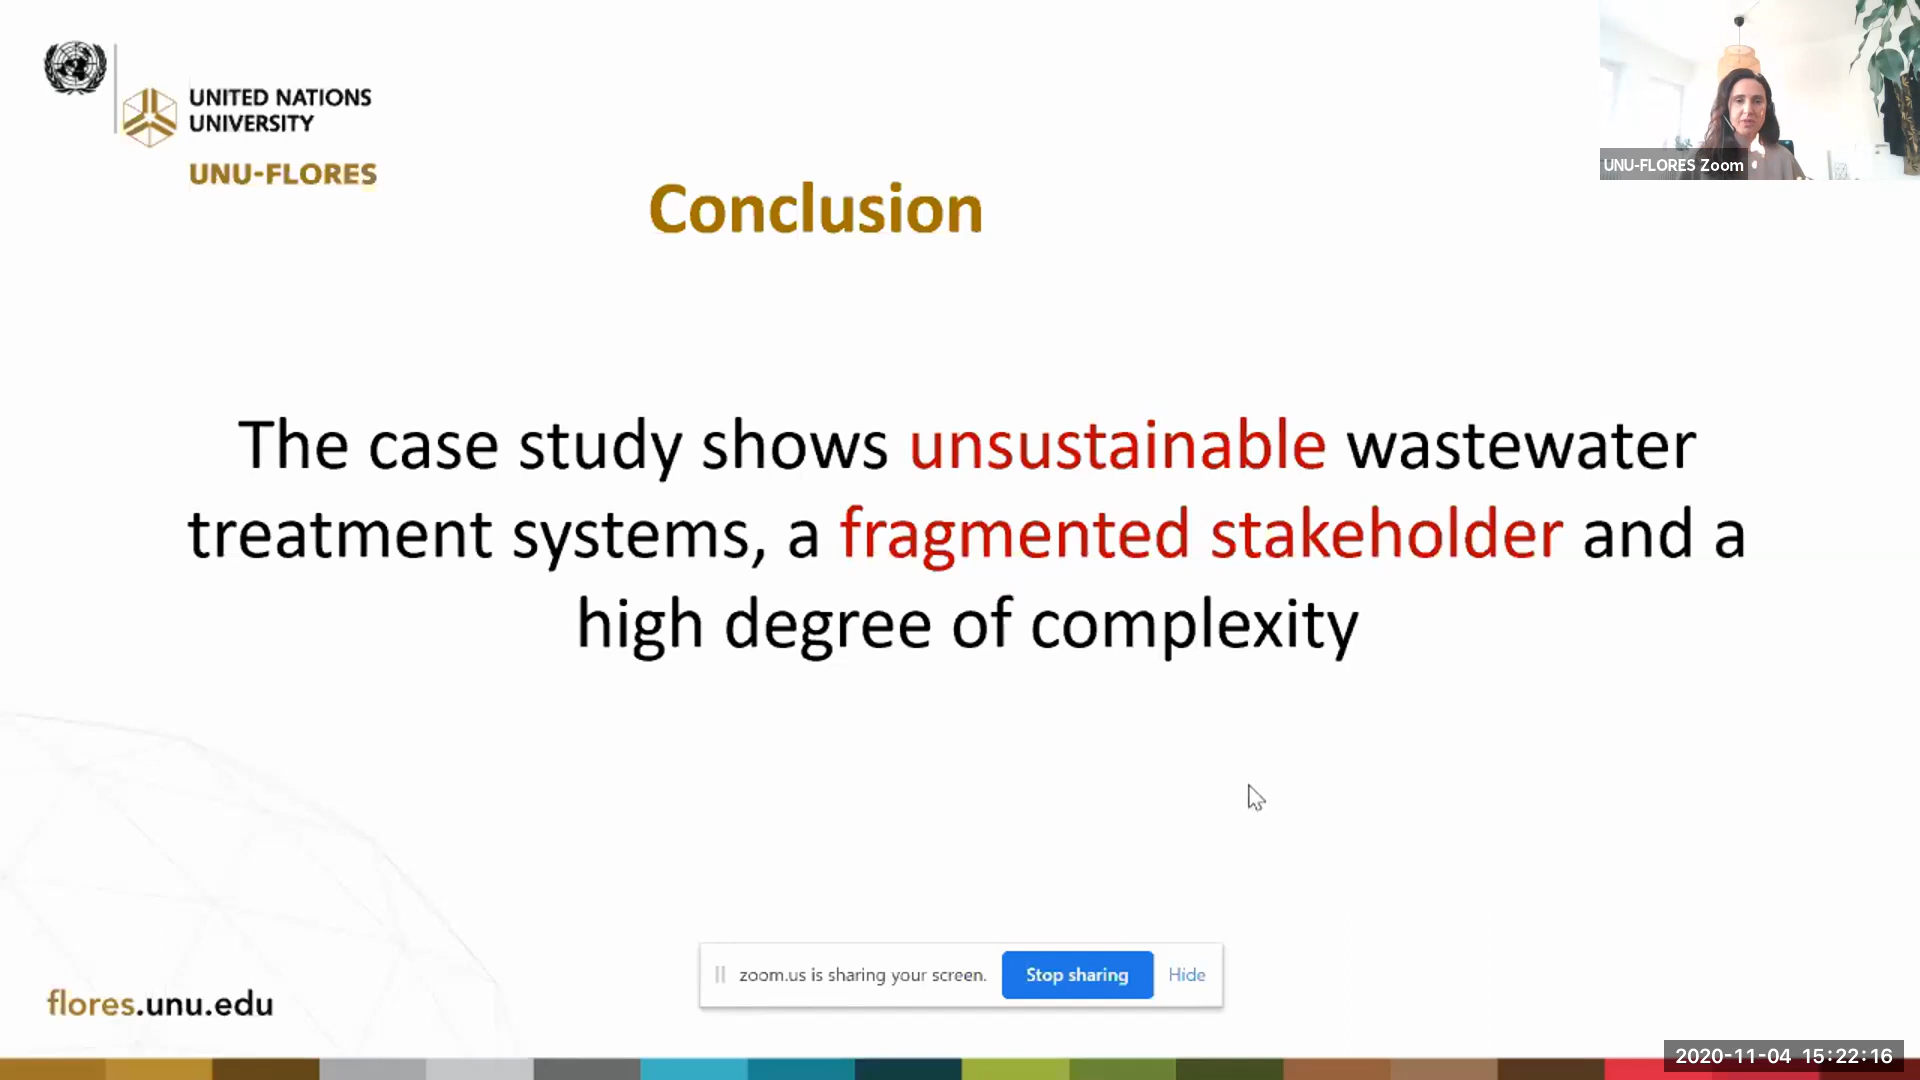 UNITED NATIONS
UNIVERSITY
UNU-FLORES
UNU-FLORES Zoom
Conclusion
The case study shows unsustainable wastewater
treatment systems, a fragmented stakeholder and a
high degree of complexity
zoom.us is sharing your screen.
Stop sharing
Hide
flores.unu.edu
2020-11-04 15:22:16